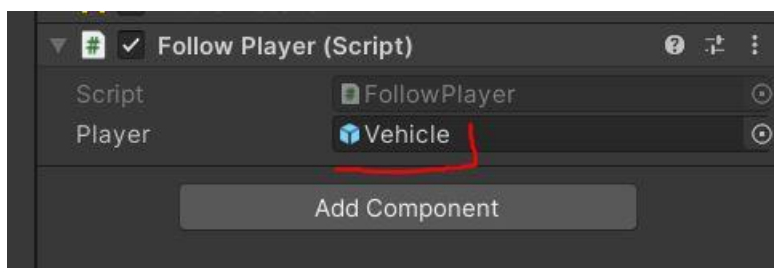 Follow Player (Script)
Script FollowPlayer
Player Vehicle
Add Component